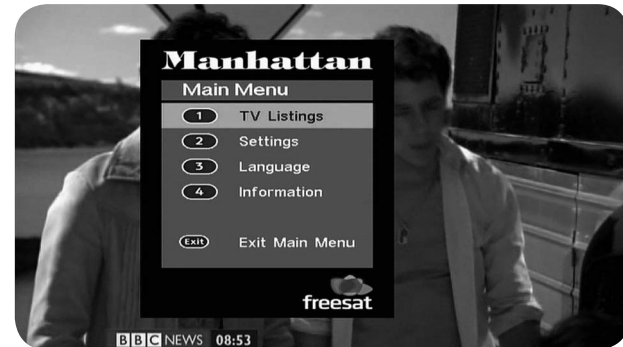 Manhattan
Main Menu
1 TV Listings
2 Settings
3 Language
4 Information
Exit Exit Main Menu
freesat
BBC NEWS 08:53